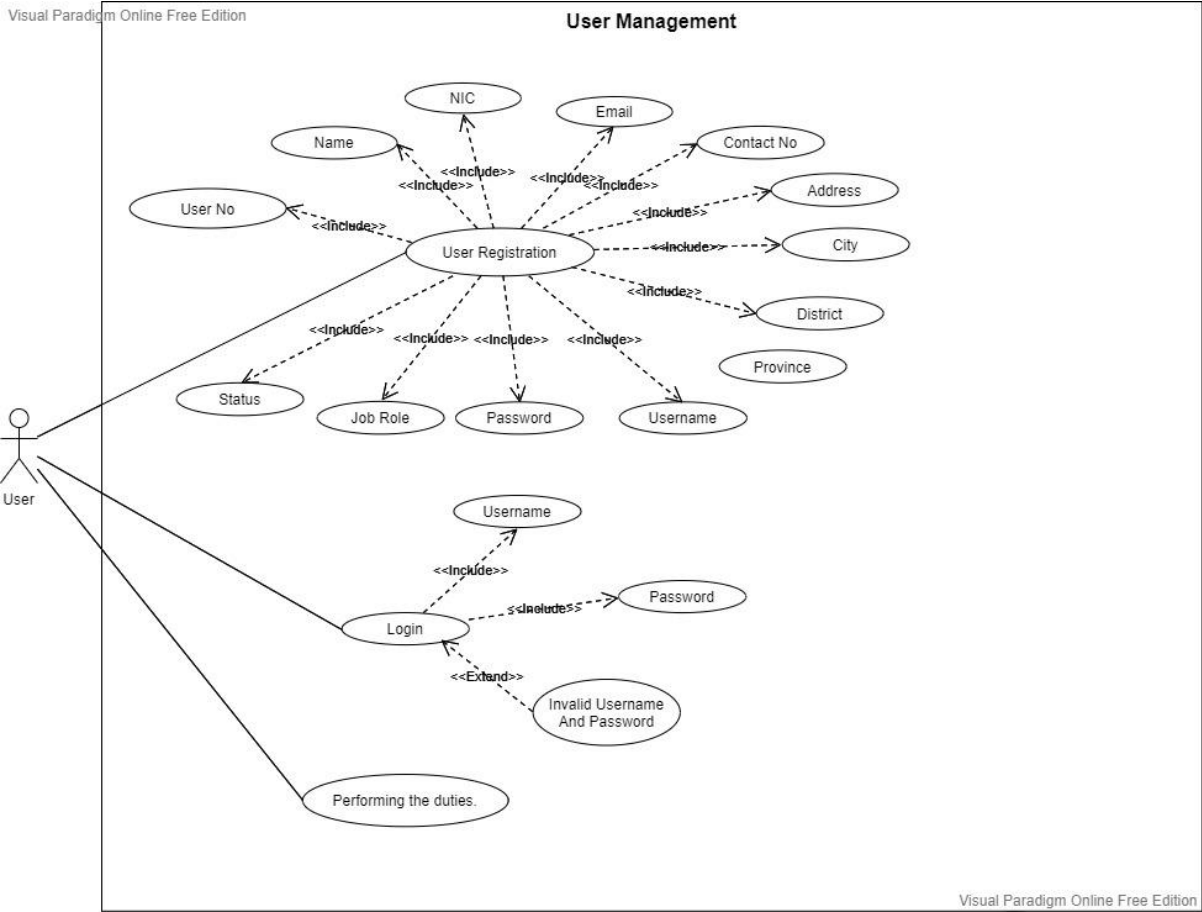 Visual Paradigm Online Free Edition
User Management
NIC
Email
Name
Contact No
<<Include>>
<<Include>>
<<Include>>
<<Include>>
Address
User No
<<Include>>
<<Include>>
City
User Registration
<<Include>>
<<Include>>
District
<<Include>>
<<Include>>
<<Include>>
<<Include>>
Province
Status
Job Role
Password
Username
User
Username
<<Include>>
Password
<<Include>>
Login
<<Extend>>
Invalid Username
And Password
Performing the duties.
Visual Paradigm Online Free Edition